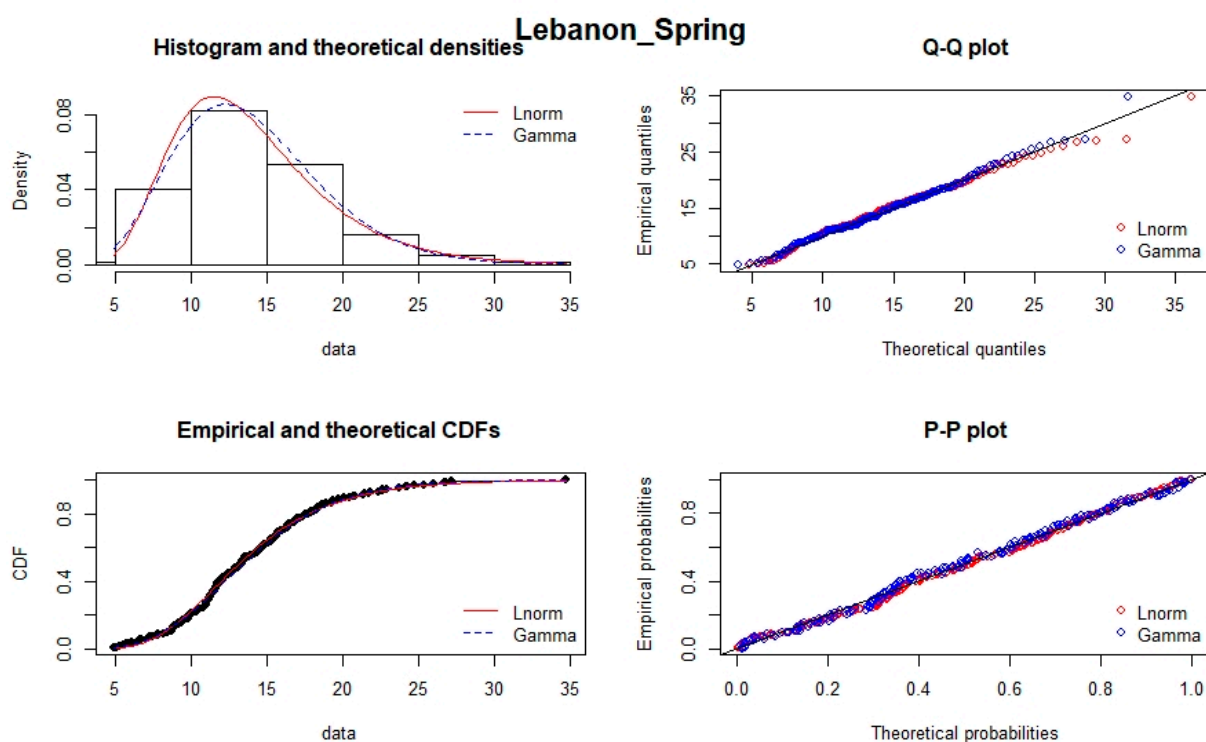 Lebanon_Spring
Histogram and theoretical densities
Density
0.00 0.04 0.08
Lnorm
Gamma
5 10 15 20 25 30 35
data
Q-Q plot
Empirical quantiles
5 15 25 35
Lnorm
Gamma
5 10 15 20 25 30 35
Theoretical quantiles
Empirical and theoretical CDFs
CDF
0.0 0.4 0.8
Lnorm
Gamma
5 10 15 20 25 30 35
data
P-P plot
Empirical probabilities
0.0 0.4 0.8
Lnorm
Gamma
0.0 0.2 0.4 0.6 0.8 1.0
Theoretical probabilities